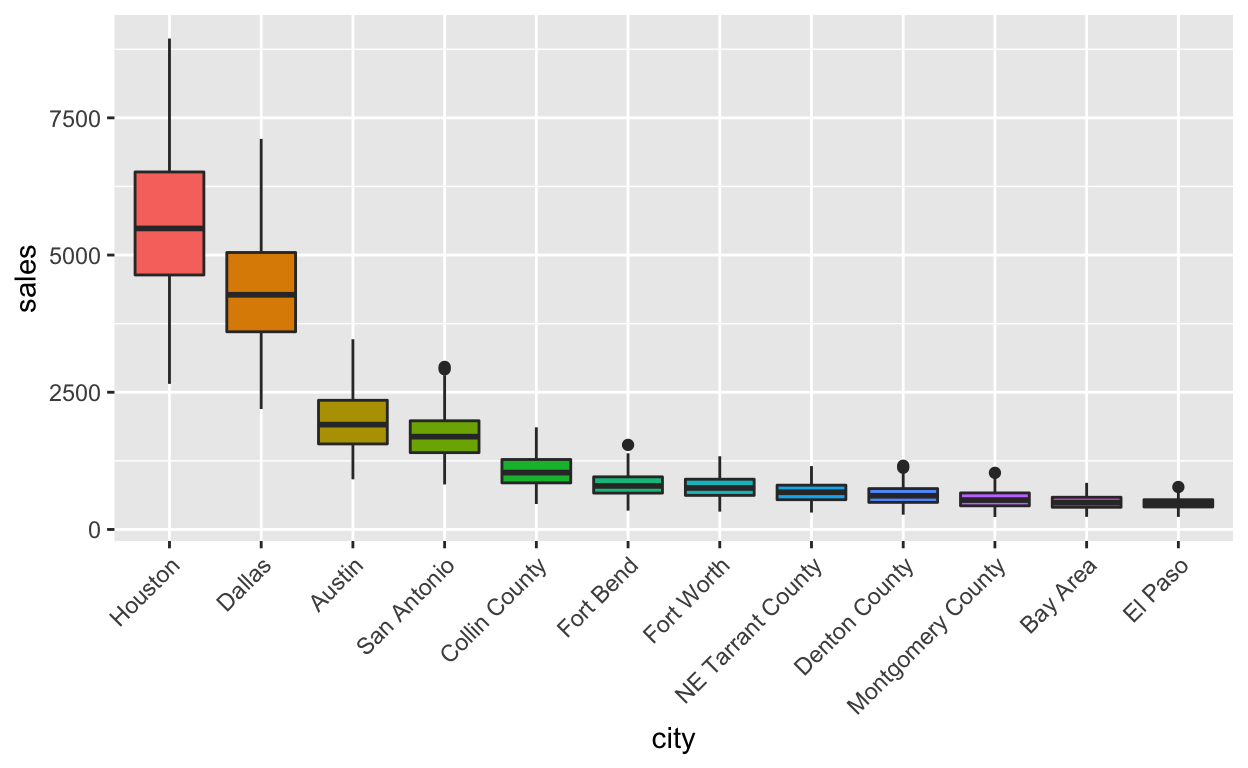 sales
7500
5000
2500
0
Houston
Dallas
Austin
San Antonio
Collin County
Fort Bend
Fort Worth
NE Tarrant County
Denton County
Montgomery County
Bay Area
El Paso
city